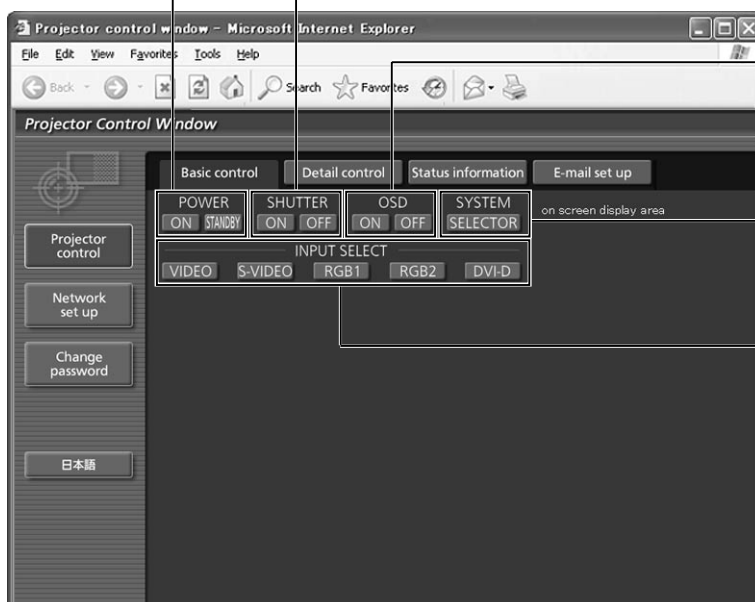 Projector control window - Microsoft Internet Explorer
File Edit View Favorites Tools Help
Back Search Favorites
Projector Control Window
Basic control Detail control Status information E-mail set up
POWER SHUTTER OSD SYSTEM
ON STANDBY ON OFF ON OFF SELECTOR on screen display area
INPUT SELECT
VIDEO S-VIDEO RGB1 RGB2 DVI-D
Projector
control
Network
set up
Change
password
日本語